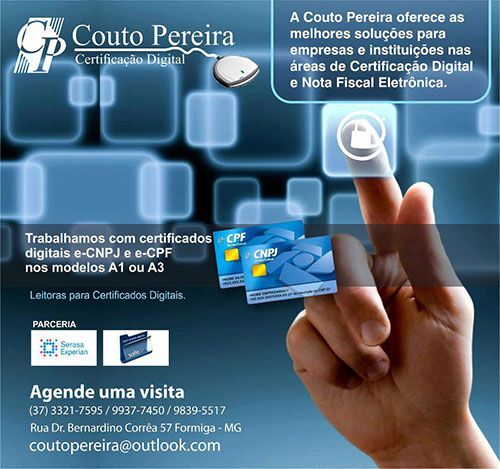 CP
Couto Pereira
Certificação Digital
A Couto Pereira oferece as
melhores soluções para
empresas e instituições nas
áreas de Certificação Digital
e Nota Fiscal Eletrônica.
Trabalhamos com certificados
digitais e-CNPJ e e-CPF
nos modelos A1 ou A3
CPF
CNPJ
Leitoras para Certificados Digitais.
PARCERIA
Serasa
Experian
safe
Agende uma visita
(37) 3321-7595 / 9937-7450 / 9839-5517
Rua Dr. Bernardino Corrêa 57 Formiga - MG
coutopereira@outlook.com